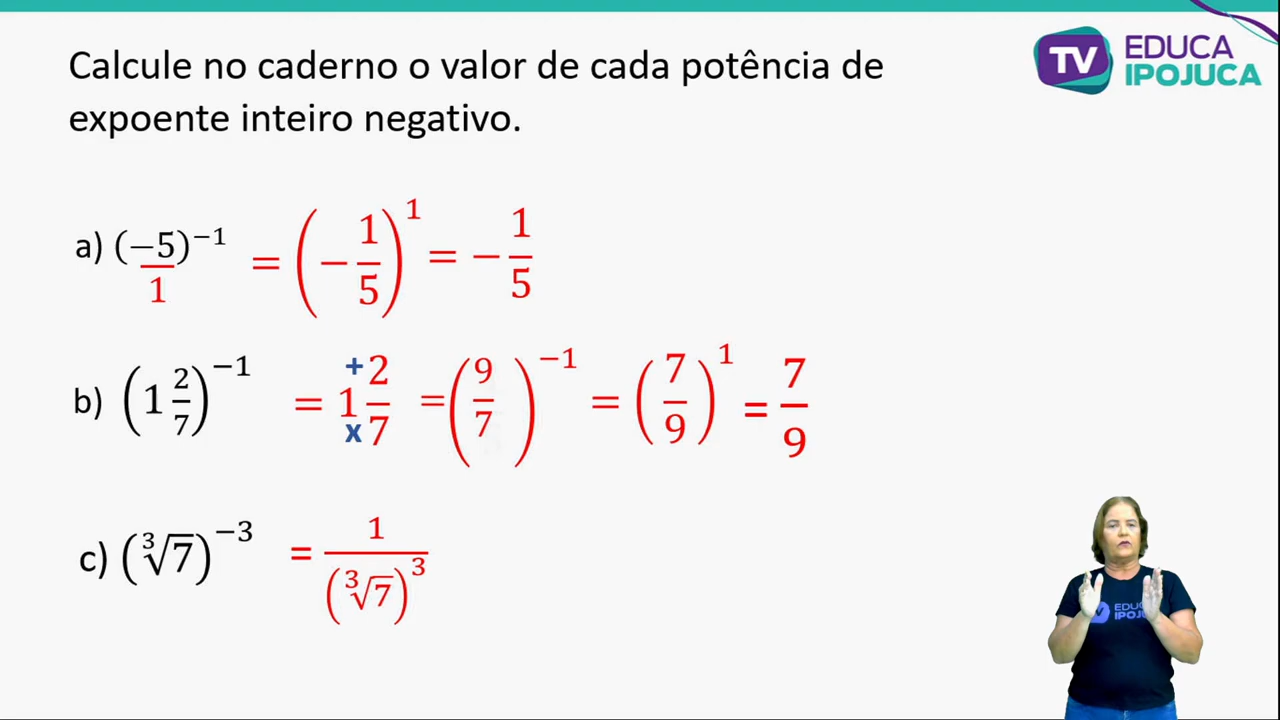 TV EDUCA
IPOJUCA
Calcule no caderno o valor de cada potência de
expoente inteiro negativo.
a) (−5)^−1 / 1 = (−1/5)^1 = −1/5
b) (1 2/7)^−1 = 1 + 2 x 7 = (9/7)^−1 = (7/9)^1 = 7/9
c) (∛7)^−3 = 1/(∛7)^3
EDUC
IPOJU